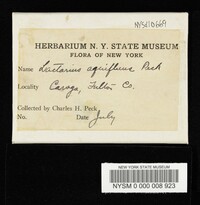 NYSf10669
HERBARIUM N. Y. STATE MUSEUM
FLORA OF NEW YORK
Name Lactarius aquifluus Peck
Locality Caroga, Fulton Co.
Collected by Charles H. Peck
No. Date July
NEW YORK STATE MUSEUM
NYSM 0 000 008 923